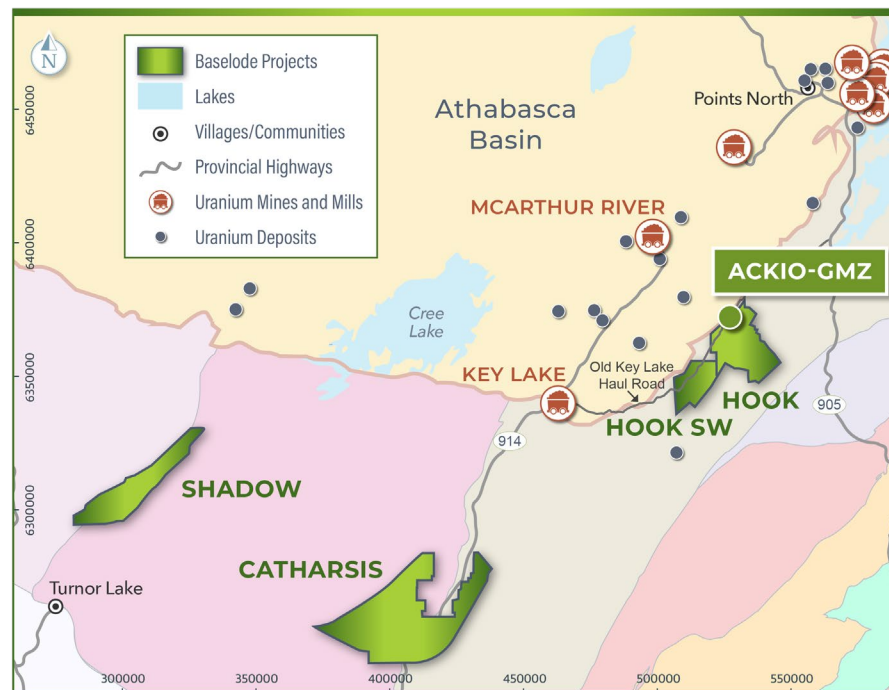 N
Baselode Projects
Lakes
Villages/Communities
Provincial Highways
Uranium Mines and Mills
Uranium Deposits
Athabasca
Basin
Points North
MCARTHUR RIVER
ACKIO-GMZ
Cree
Lake
KEY LAKE
Old Key Lake
Haul Road
HOOK
HOOK SW
905
914
SHADOW
CATHARSIS
Turnor Lake
6450000
6400000
6350000
6300000
300000
350000
400000
450000
500000
550000